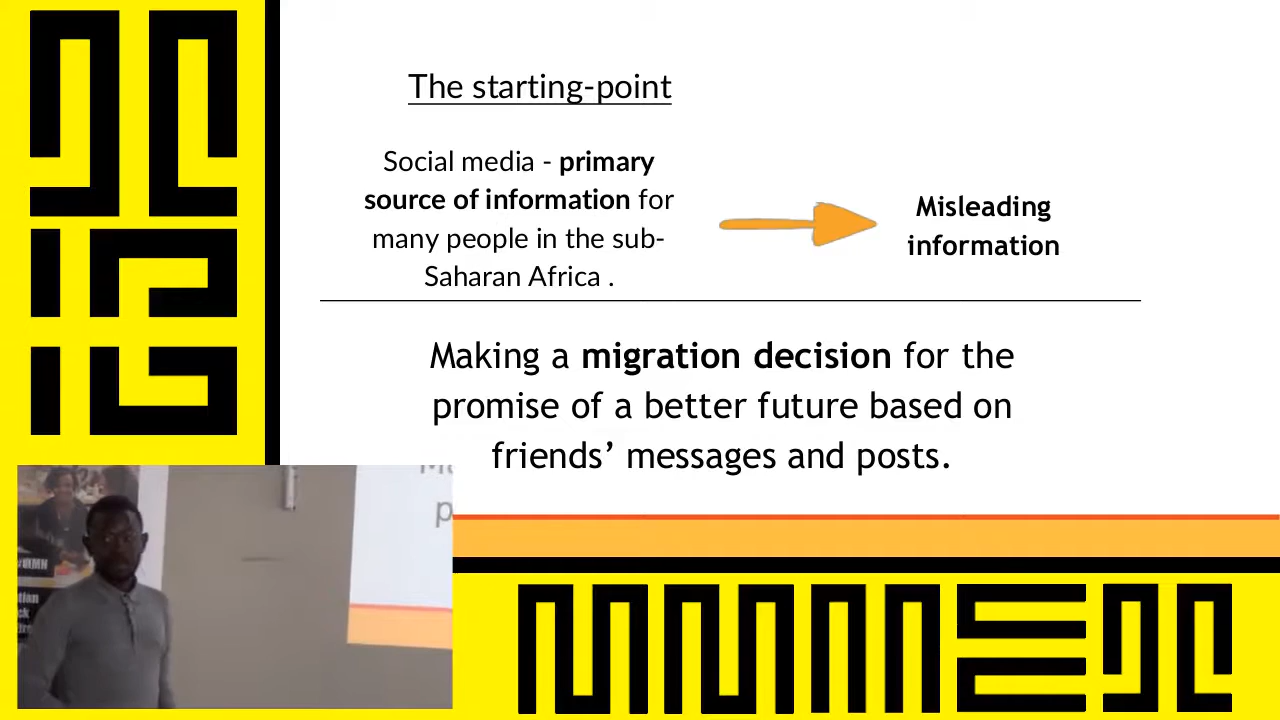 The starting-point
Social media - primary
source of information for
many people in the sub-
Saharan Africa .
Misleading
information
Making a migration decision for the
promise of a better future based on
friends’ messages and posts.